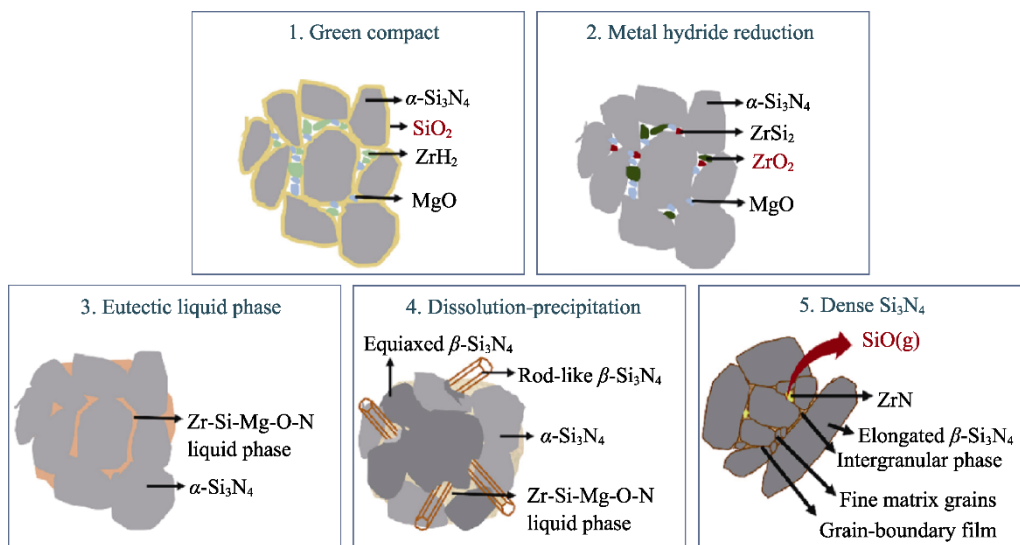 1. Green compact
α-Si₃N₄
SiO₂
ZrH₂
MgO
2. Metal hydride reduction
α-Si₃N₄
ZrSi₂
ZrO₂
MgO
3. Eutectic liquid phase
Zr-Si-Mg-O-N
liquid phase
α-Si₃N₄
4. Dissolution-precipitation
Equiaxed β-Si₃N₄
Rod-like β-Si₃N₄
α-Si₃N₄
Zr-Si-Mg-O-N
liquid phase
5. Dense Si₃N₄
SiO(g)
ZrN
Elongated β-Si₃N₄
Intergranular phase
Fine matrix grains
Grain-boundary film